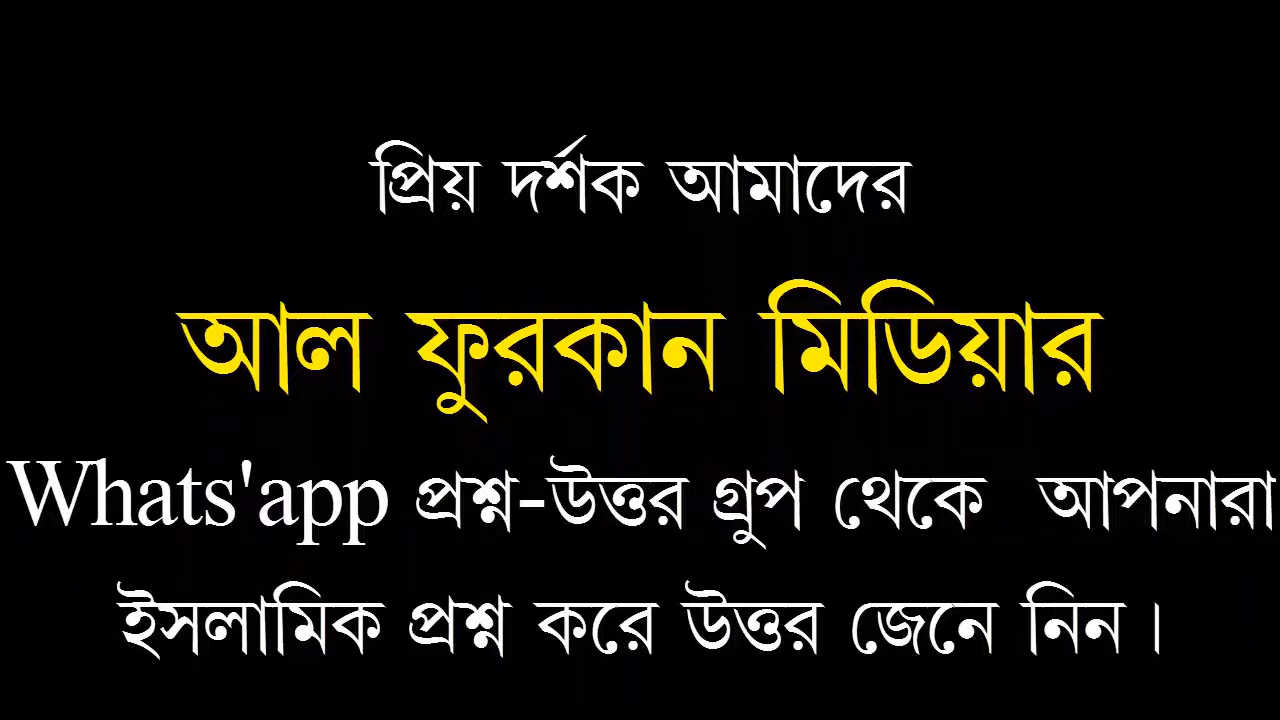 প্রিয় দর্শক আমাদের
আল ফুরকান মিডিয়ার
Whats'app প্রশ্ন-উত্তর গ্রুপ থেকে আপনারা
ইসলামিক প্রশ্ন করে উত্তর জেনে নিন।